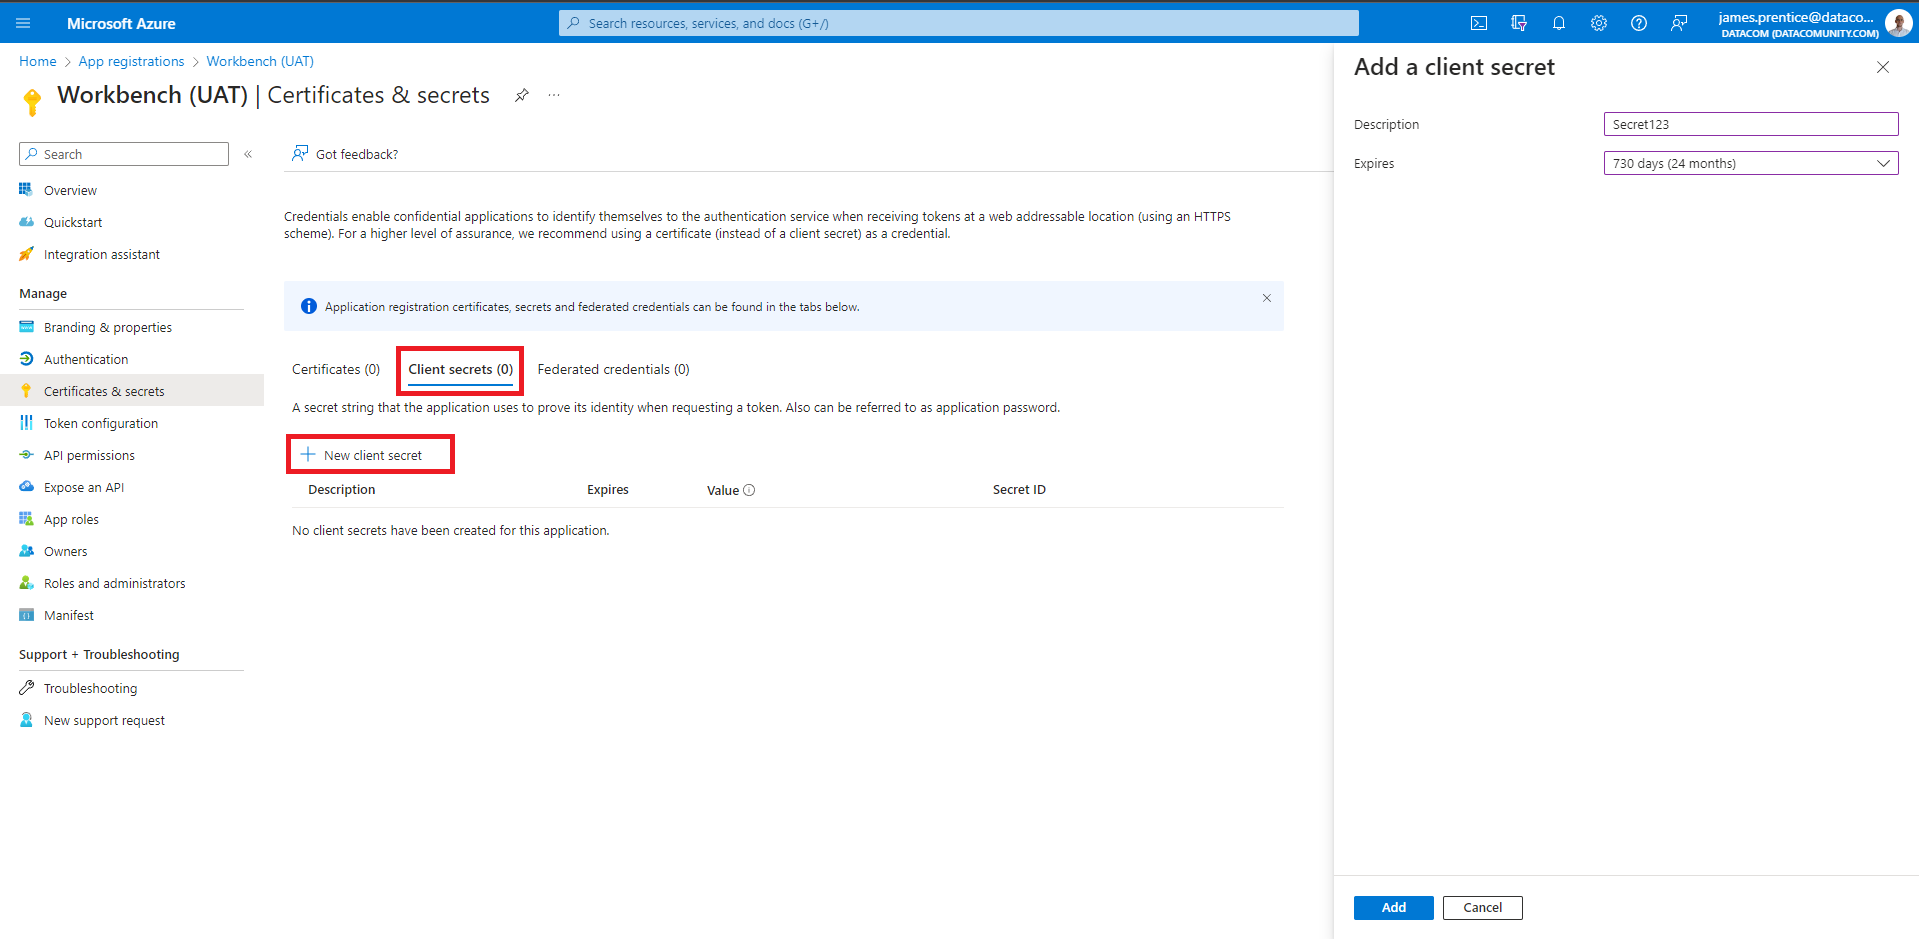 Microsoft Azure
Search resources, services, and docs (G+/)
james.prentice@dataco...
DATACOM (DATACOMUNITY.COM)
Home > App registrations > Workbench (UAT)
Workbench (UAT) | Certificates & secrets
...
Search
«
Overview
Quickstart
Integration assistant
Manage
Branding & properties
Authentication
Certificates & secrets
Token configuration
API permissions
Expose an API
App roles
Owners
Roles and administrators
Manifest
Support + Troubleshooting
Troubleshooting
New support request
Got feedback?
Credentials enable confidential applications to identify themselves to the authentication service when receiving tokens at a web addressable location (using an HTTPS
scheme). For a higher level of assurance, we recommend using a certificate (instead of a client secret) as a credential.
Application registration certificates, secrets and federated credentials can be found in the tabs below.
Certificates (0) Client secrets (0) Federated credentials (0)
A secret string that the application uses to prove its identity when requesting a token. Also can be referred to as application password.
New client secret
Description Expires Value Secret ID
No client secrets have been created for this application.
Add a client secret
Description Secret123
Expires 730 days (24 months)
Add Cancel